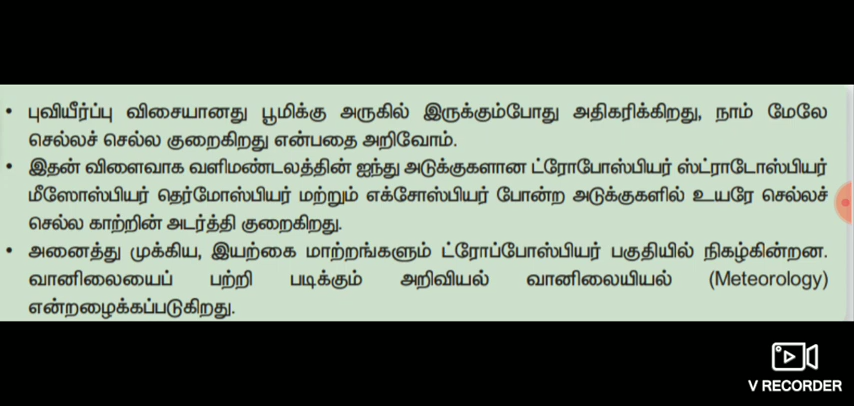 • புவியீர்ப்பு விசையானது பூமிக்கு அருகில் இருக்கும்போது அதிகரிக்கிறது, நாம் மேலே
செல்லச் செல்ல குறைகிறது என்பதை அறிவோம்.
• இதன் விளைவாக வளிமண்டலத்தின் ஐந்து அடுக்குகளான ட்ரோபோஸ்பியர் ஸ்ட்ராடோஸ்பியர்
மீஸோஸ்பியர் தெர்மோஸ்பியர் மற்றும் எக்சோஸ்பியர் போன்ற அடுக்குகளில் உயரே செல்லச்
செல்ல காற்றின் அடர்த்தி குறைகிறது.
• அனைத்து முக்கிய, இயற்கை மாற்றங்களும் ட்ரோப்போஸ்பியர் பகுதியில் நிகழ்கின்றன.
வானிலையைப் பற்றி படிக்கும் அறிவியல் வானிலையியல் (Meteorology)
என்றழைக்கப்படுகிறது.
V RECORDER